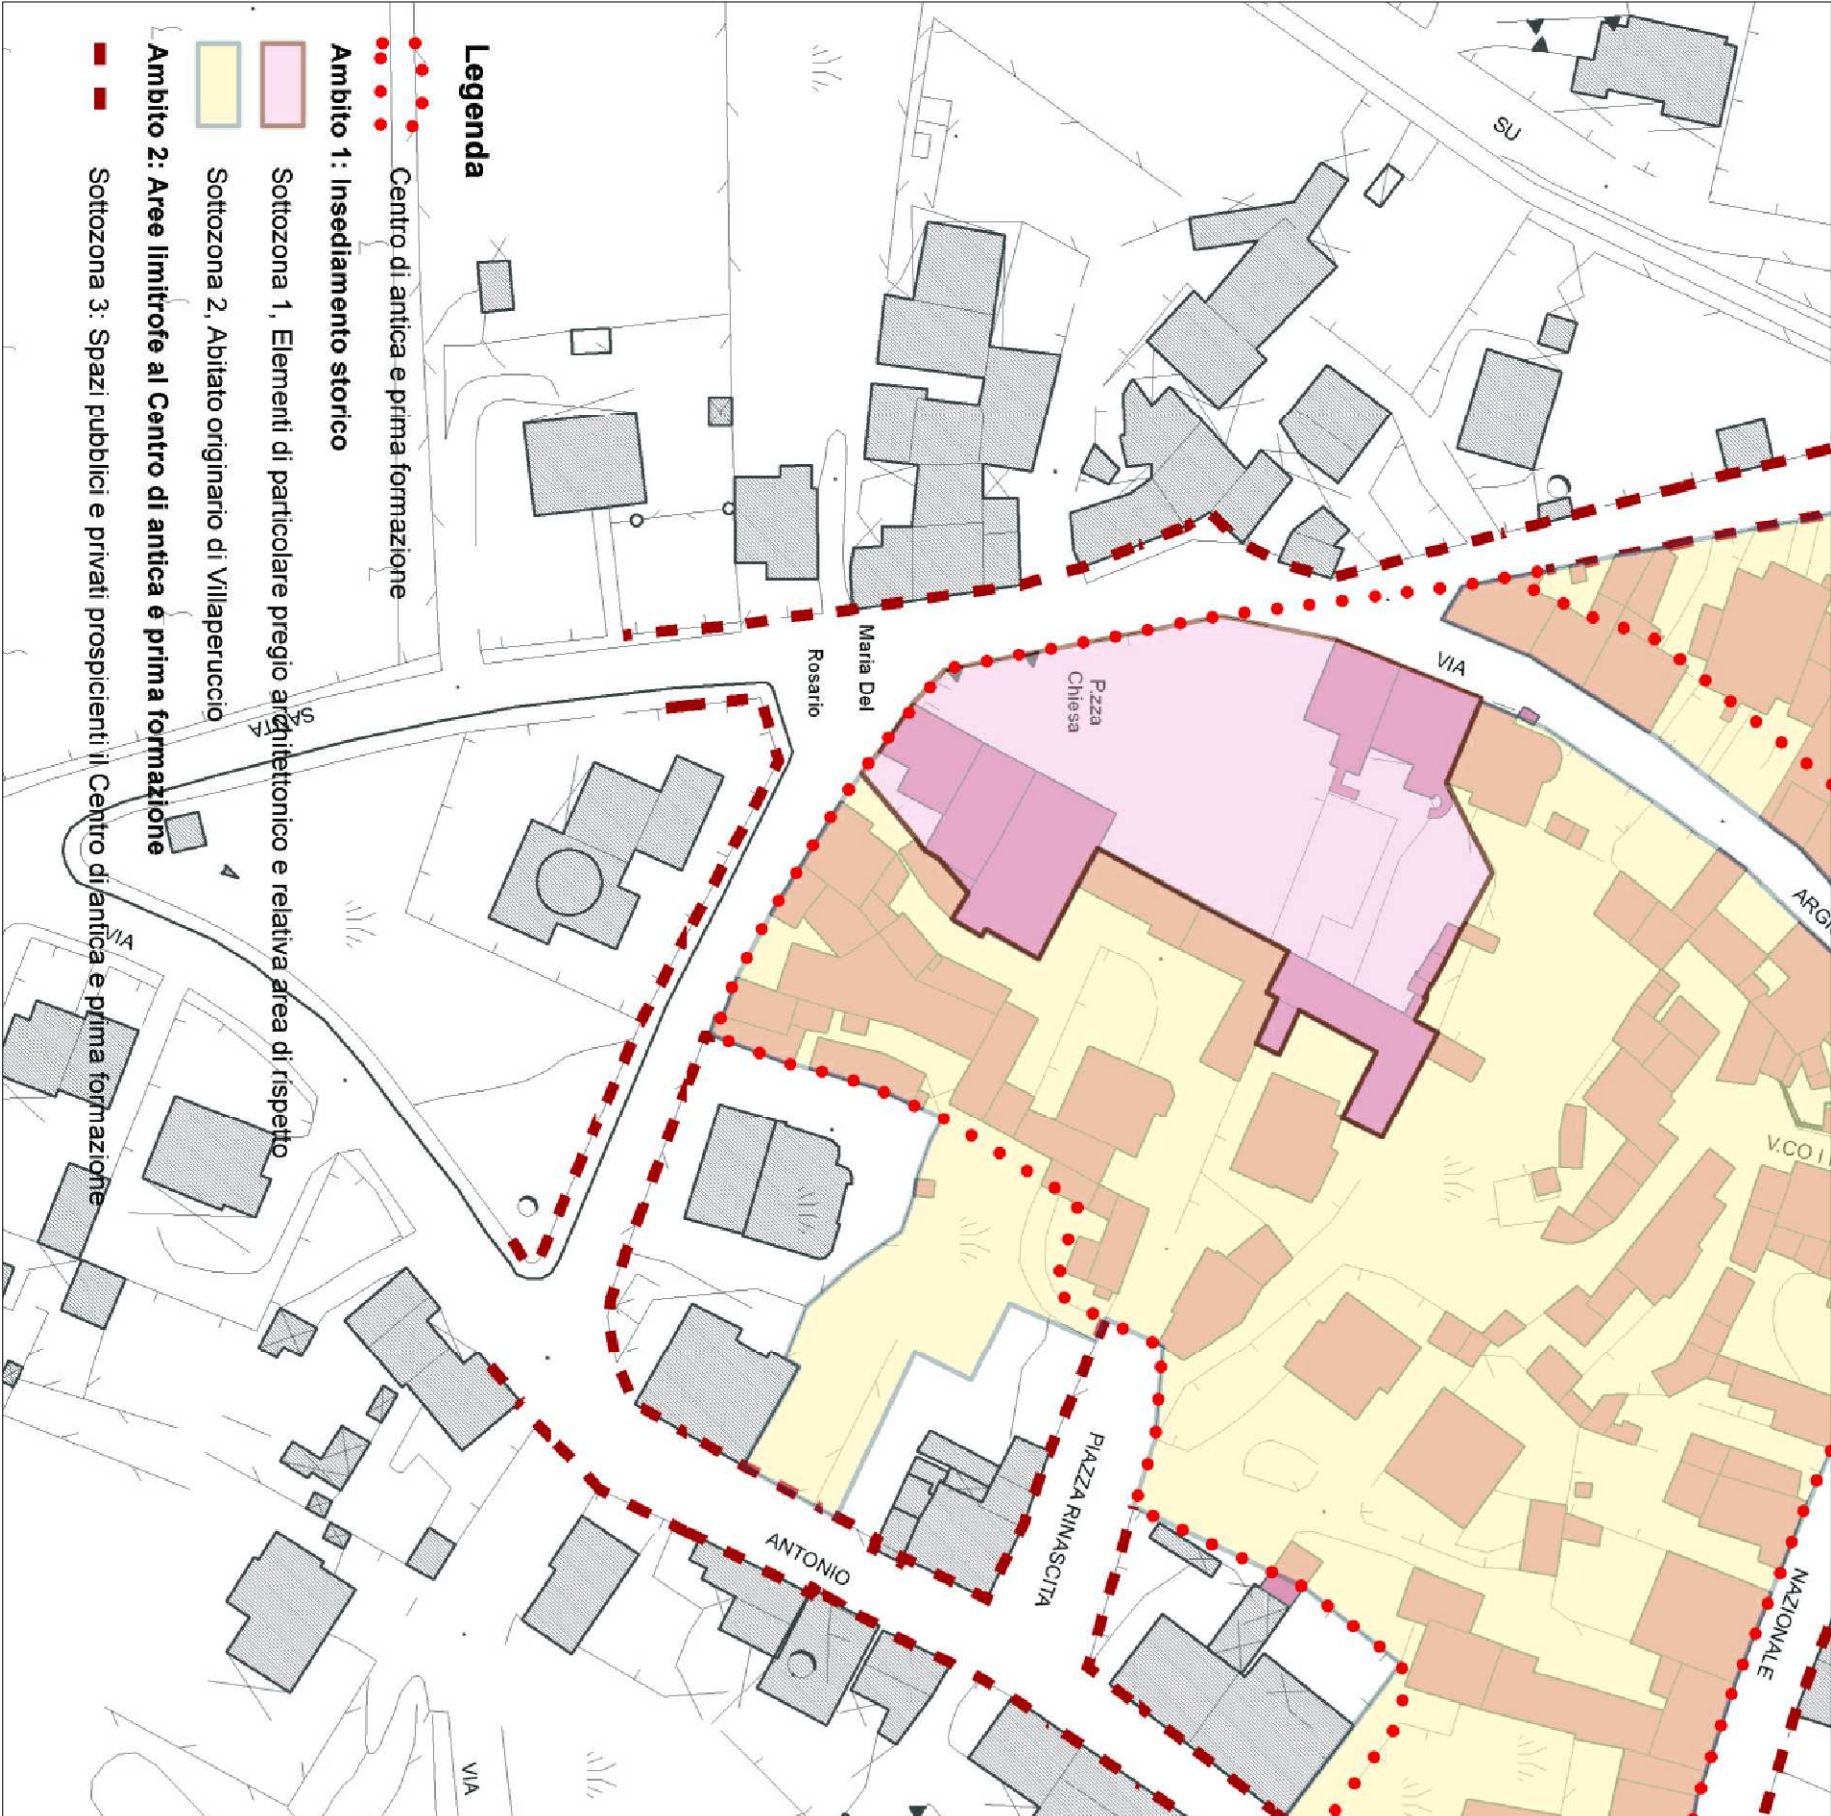 Legenda
Centro di antica e prima formazione
Ambito 1: Insediamento storico
Sottozona 1, Elementi di particolare pregio architettonico e relativa area di rispetto
Sottozona 2, Abitato originario di Villaperuccio
Ambito 2: Aree limitrofe al Centro di antica e prima formazione
Sottozona 3: Spazi pubblici e privati prospicienti il Centro di antica e prima formazione
SU
VIA
P.zza
Chiesa
Maria Del
Rosario
SANTA
VIA
V.CO I
PIAZZA RINASCITA
ANTONIO
NAZIONALE
VIA